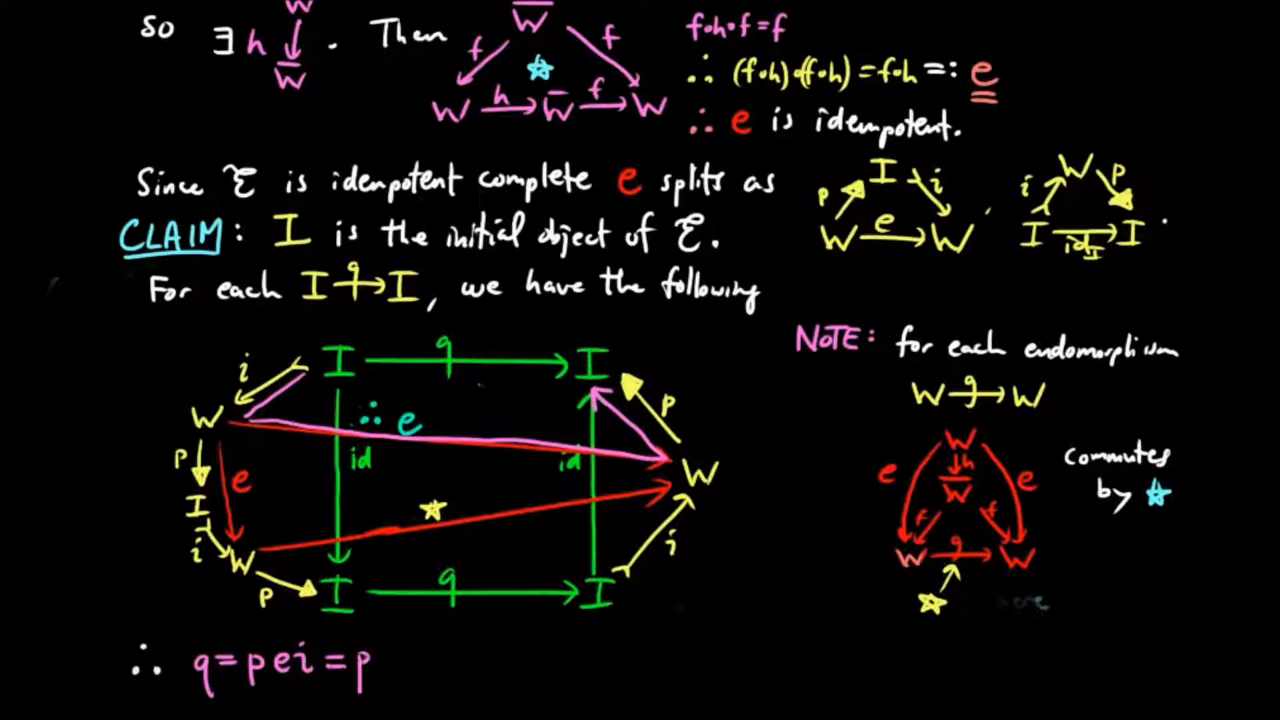 So ∃ h W ↓ W̄ . Then
W̄
f f
☆
W h→ W̄ f→ W
f∘h∘f = f
∴ (f∘h)∘(f∘h) = f∘h =: e
∴ e is idempotent.
Since ℰ is idempotent complete e splits as
I
p i
W e→ W ,
W
i p
I id_I→ I .
CLAIM: I is the initial object of ℰ.
For each I q→ I, we have the following
I q→ I
i p
W ∴ e
p e id id W
I ☆
i W i
p I q→ I
∴ q = p e i = p
NOTE: for each endomorphism
W g→ W
W
e h e
W̄
f f
W g→ W
☆
commutes
by ☆